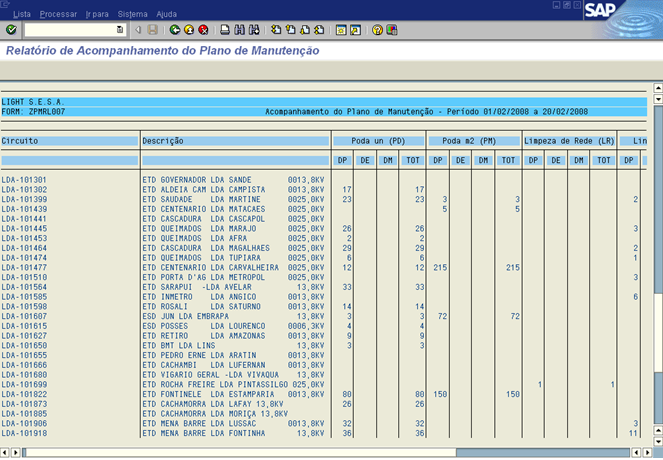 Lista Processar Ir para Sistema Ajuda
SAP
Relatório de Acompanhamento do Plano de Manutenção
LIGHT S.E.S.A.
FORM: ZPMRL007 Acompanhamento do Plano de Manutenção - Período 01/02/2008 a 20/02/2008
Circuito Descrição Poda un (PD) Poda m2 (PM) Limpeza de Rede (LR) Lin
DP DE DM TOT DP DE DM TOT DP DE DM TOT DP
LDA-101301 ETD GOVERNADOR LDA SANDE 0013,8KV
LDA-101302 ETD ALDEIA CAM LDA CAMPISTA 0013,8KV 17 17
LDA-101399 ETD SAUDADE LDA MARTINE 0025,0KV 23 23 3 3 2
LDA-101439 ETD CENTENARIO LDA MATACAES 0025,0KV 5 5
LDA-101441 ETD CASCADURA LDA CASCAPOL 0025,0KV
LDA-101445 ETD QUEIMADOS LDA MARAJO 0025,0KV 26 26 3
LDA-101453 ETD QUEIMADOS LDA AFRA 0025,0KV 2 2
LDA-101464 ETD CASCADURA LDA MAGALHAES 0025,0KV 29 29 2
LDA-101474 ETD QUEIMADOS LDA TUPIARA 0025,0KV 6 6 1
LDA-101477 ETD CENTENARIO LDA CARVALHEIRA 0025,0KV 12 12 215 215
LDA-101510 ETD PORTA D'AG LDA METROPOL 0025,0KV 3
LDA-101564 ETD SARAPUI -LDA AVELAR 13,8KV 33 33
LDA-101585 ETD INMETRO LDA ANGICO 0013,8KV 6
LDA-101598 ETD ROSALI LDA SATURNO 0013,8KV 14 14
LDA-101607 ESD JUN LDA EMBRAPA 13,8KV 3 3 72 72
LDA-101615 ESD POSSES LDA LOURENCO 0006,3KV 4 4
LDA-101627 ETD RETIRO LDA AMAZONAS 0013,8KV 9 9
LDA-101650 ETD BMT LDA LINS 13,8KV 3 3
LDA-101655 ETD PEDRO ERNE LDA ARATIN 0013,8KV
LDA-101666 ETD CACHAMBI LDA LUFERNAN 0013,8KV
LDA-101680 ETD VIGARIO GERAL -LDA VIVAQUA 13,8KV
LDA-101699 ETD ROCHA FREIRE LDA PINTASSILGO 025,0KV 1 1
LDA-101822 ETD FONTINELE LDA ESTAMPARIA 0013,8KV 80 80 150 150
LDA-101873 ETD CACHAMORRA LDA LAFAY 13,8KV 26 26
LDA-101885 ETD CACHAMORRA LDA MORIÇA 13,8KV
LDA-101906 ETD MENA BARRE LDA LUSSAC 0013,8KV 32 32 3
LDA-101918 ETD MENA BARRE LDA FONTINHA 13,8KV 36 36 11